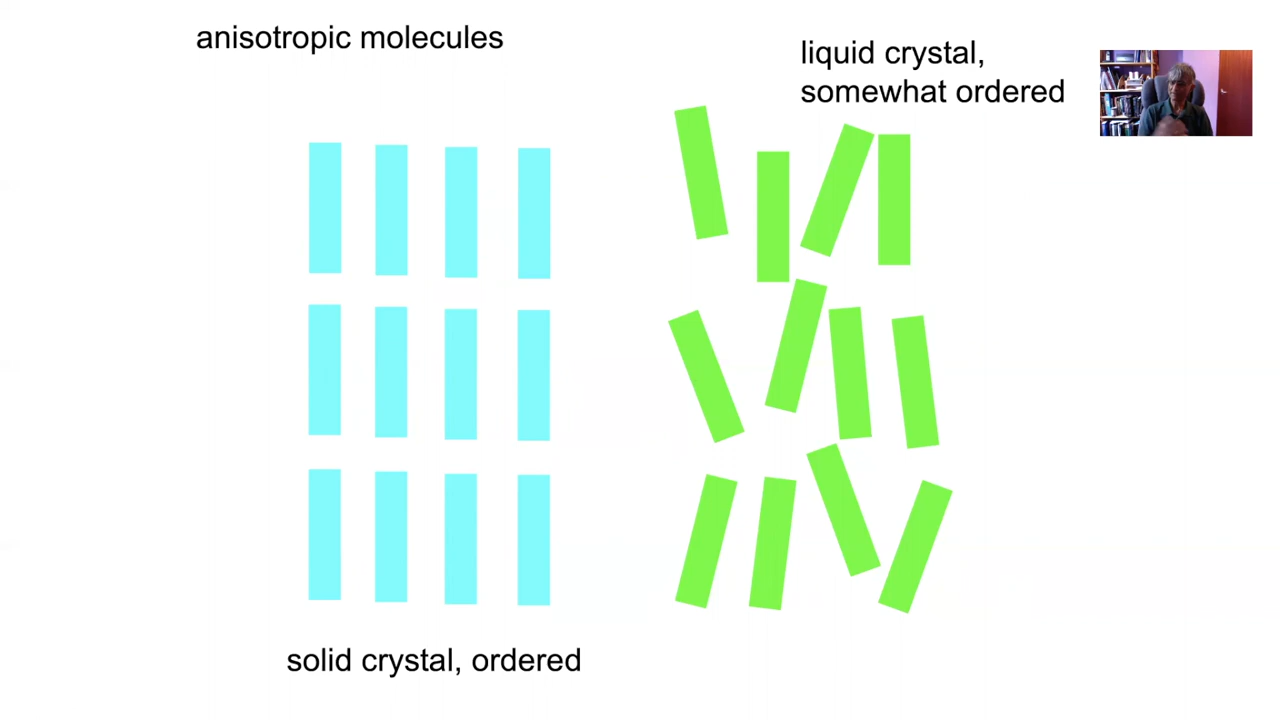 anisotropic molecules
liquid crystal,
somewhat ordered
solid crystal, ordered